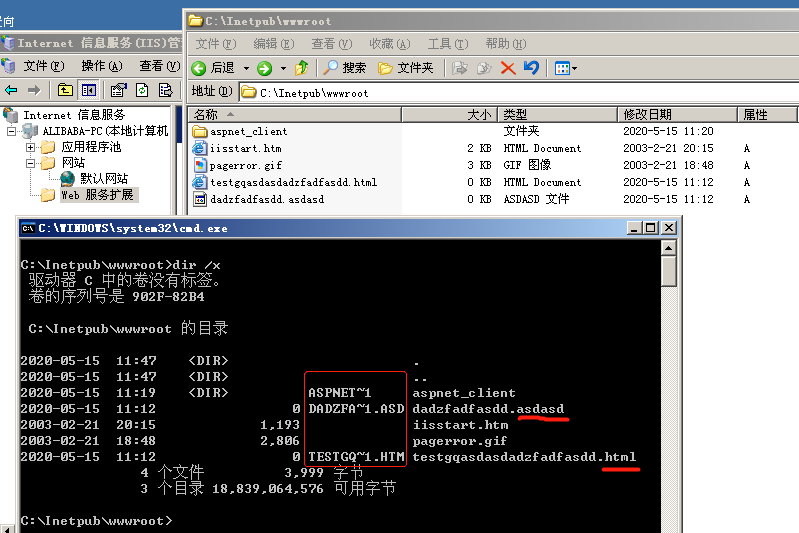 向
C:\Inetpub\wwwroot
Internet 信息服务(IIS)管
文件(F) 编辑(E) 查看(V) 收藏(A) 工具(T) 帮助(H)
文件(F) 操作(A) 查看(V)
后退 搜索 文件夹
地址(D) C:\Inetpub\wwwroot
名称 大小 类型 修改日期 属性
Internet 信息服务
ALIBABA-PC(本地计算机
应用程序池
网站
默认网站
Web 服务扩展
aspnet_client 文件夹 2020-5-15 11:20
iisstart.htm 2 KB HTML Document 2003-2-21 20:15 A
pagerror.gif 3 KB GIF 图像 2003-2-21 18:48 A
testgqasdasdadzfadfasdd.html 0 KB HTML Document 2020-5-15 11:12 A
dadzfadfasdd.asdasd 0 KB ASDASD 文件 2020-5-15 11:12 A
C:\WINDOWS\system32\cmd.exe
C:\Inetpub\wwwroot>dir /x
驱动器 C 中的卷没有标签。
卷的序列号是 902F-82B4
C:\Inetpub\wwwroot 的目录
2020-05-15 11:47 <DIR> .
2020-05-15 11:47 <DIR> ..
2020-05-15 11:19 <DIR> ASPNET~1 aspnet_client
2020-05-15 11:12 0 DADZFA~1.ASD dadzfadfasdd.asdasd
2003-02-21 20:15 1,193 iisstart.htm
2003-02-21 18:48 2,806 pagerror.gif
2020-05-15 11:12 0 TESTGQ~1.HTM testgqasdasdadzfadfasdd.html
4 个文件 3,999 字节
3 个目录 18,839,064,576 可用字节
C:\Inetpub\wwwroot>